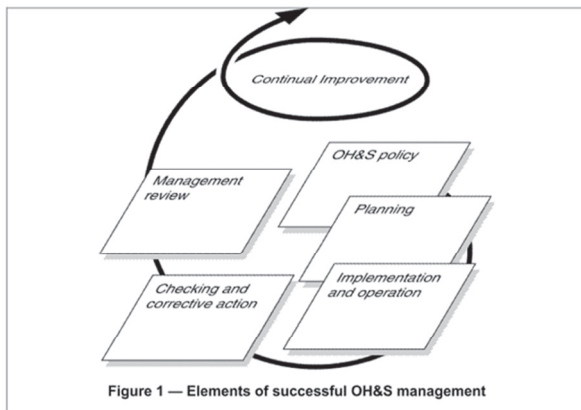 Continual Improvement
OH&S policy
Planning
Implementation
and operation
Checking and
corrective action
Management
review
Figure 1 — Elements of successful OH&S management